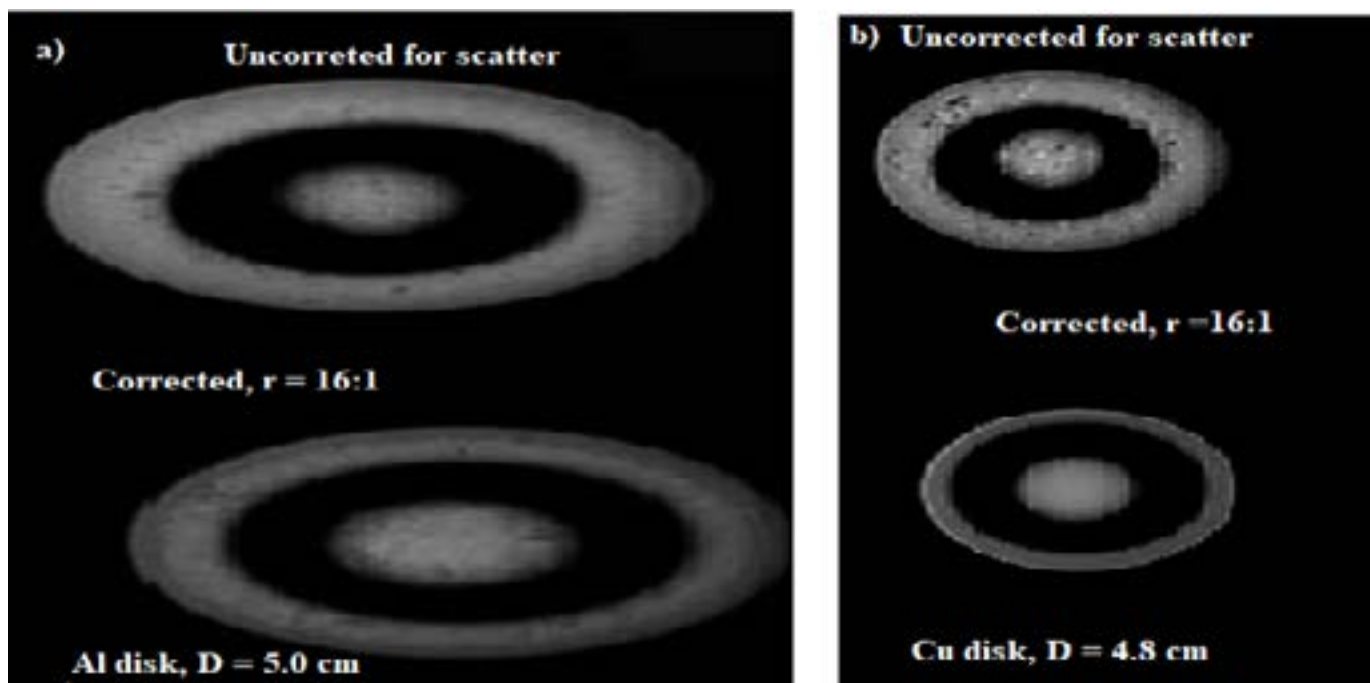 a)
Uncorreted for scatter
Corrected, r = 16:1
Al disk, D = 5.0 cm
b) Uncorrected for scatter
Corrected, r =16:1
Cu disk, D = 4.8 cm